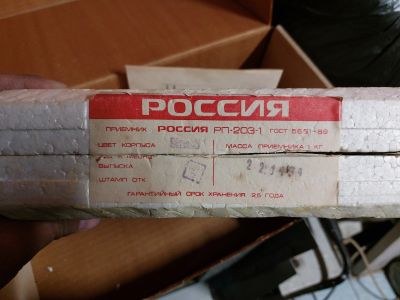 РОССИЯ
ПРИЕМНИК РОССИЯ РП-203-1 ГОСТ 5651-89
ЦВЕТ КОРПУСА МАССА ПРИЕМНИКА 1 КГ
ВЫПУСКА
ШТАМП ОТК
ГАРАНТИЙНЫЙ СРОК ХРАНЕНИЯ 2,5 ГОДА